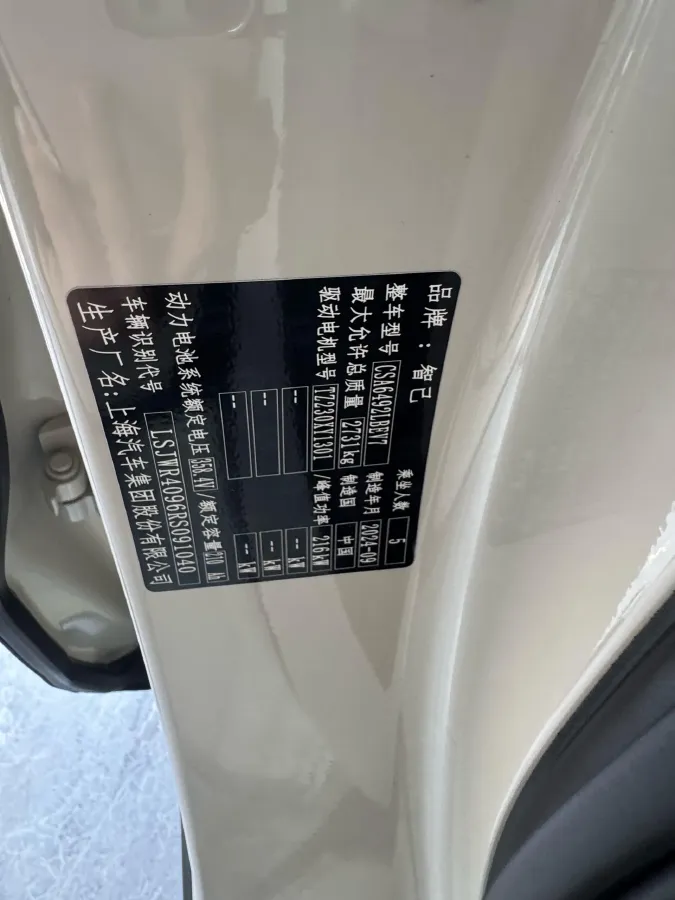 品牌：智己
整车型号 CSA6492LBEV7 乘坐人数 5
最大允许总质量 2731kg 制造年月 2024-09
制造国 中国
驱动电机型号 TZ230XY1301 峰值功率 216kW
-- -- kW
-- -- kW
-- -- kW
动力电池系统额定电压 358.4V/额定容量 210 Ah
车辆识别代号 LSJWR4096RS091040
生产厂名:上海汽车集团股份有限公司